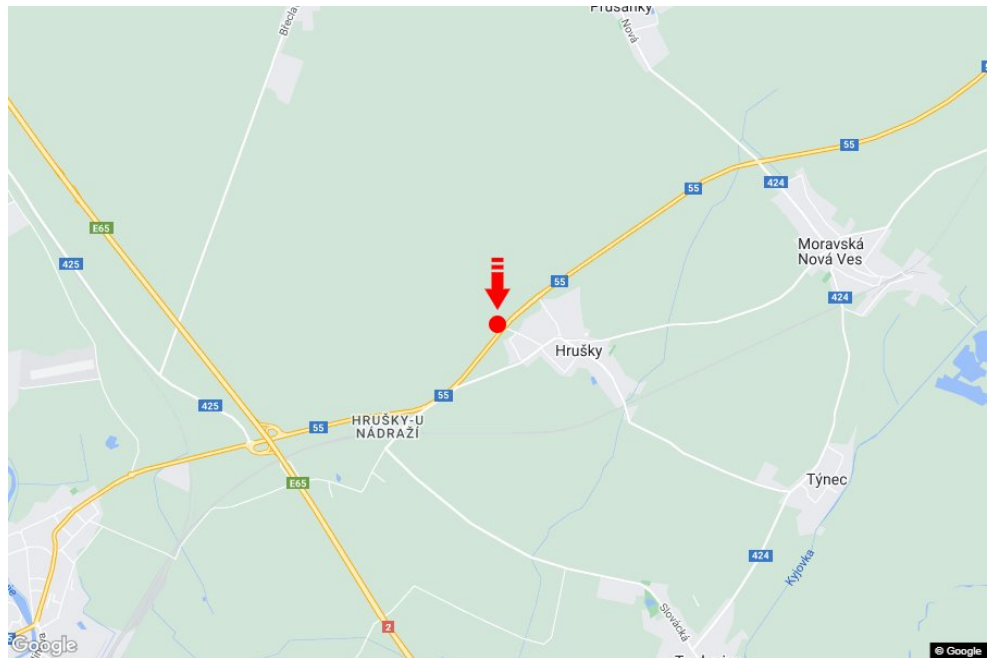 Prušánky
Nová
Břeclav
55
424
E65
425
Moravská
Nová Ves
55
55
424
Hrušky
55
425
55
HRUŠKY-U
NÁDRAŽÍ
E65
Týnec
424
Kyjovka
Slovácká
2
Google
© Google